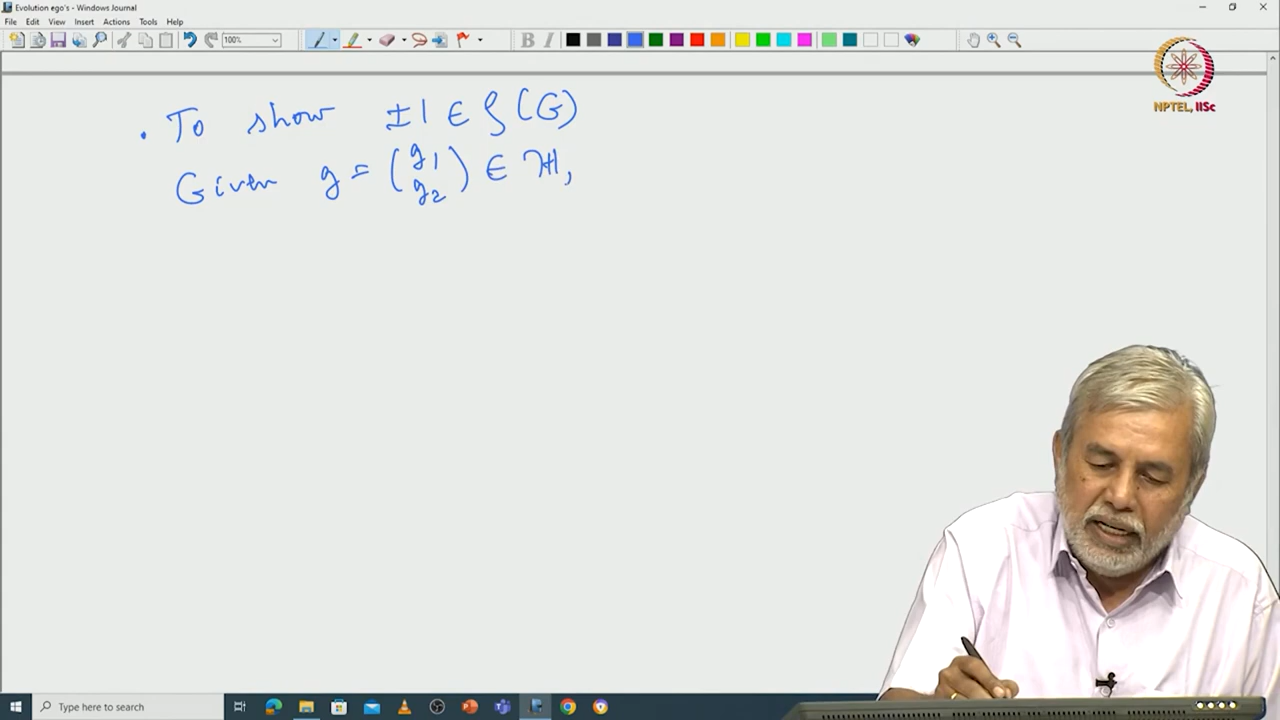 Evolution ego's - Windows Journal
File Edit View Insert Actions Tools Help
100%
B I
NPTEL, IISc
. To show ±1 ∈ ρ(G)
Given g = (g1 g2) ∈ H,
Type here to search